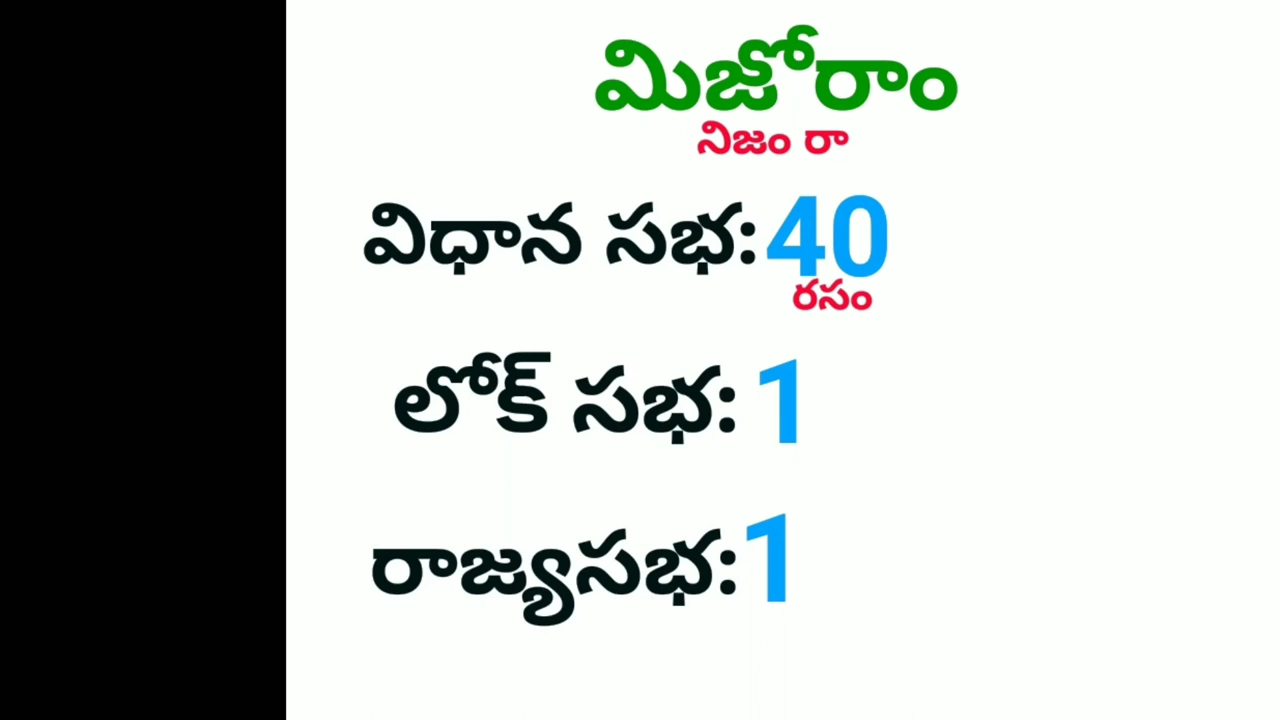 మిజోరాం
నిజం రా
విధాన సభ:40
రసం
లోక్ సభ: 1
రాజ్యసభ:1